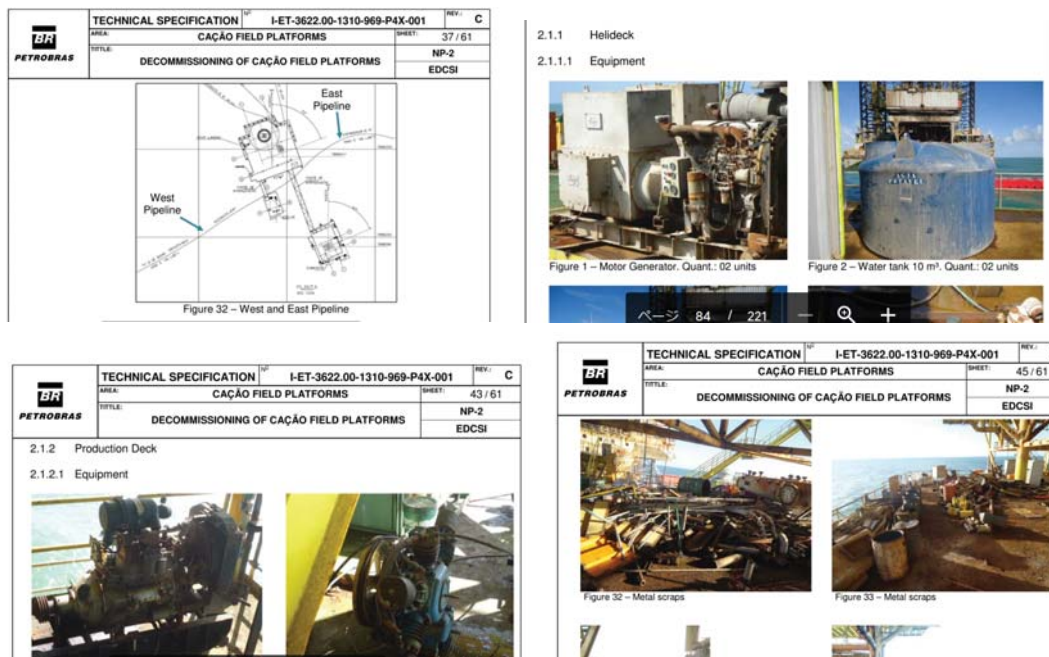 BR
PETROBRAS
TECHNICAL SPECIFICATION Nº I-ET-3622.00-1310-969-P4X-001 REV.: C
AREA: CAÇÃO FIELD PLATFORMS SHEET: 37 / 61
TITTLE: DECOMMISSIONING OF CAÇÃO FIELD PLATFORMS NP-2
EDCSI
East
Pipeline
West
Pipeline
Figure 32 – West and East Pipeline
2.1.1 Helideck
2.1.1.1 Equipment
Figure 1 – Motor Generator. Quant.: 02 units
Figure 2 – Water tank 10 m³. Quant.: 02 units
ページ 84 / 221
BR
PETROBRAS
TECHNICAL SPECIFICATION Nº I-ET-3622.00-1310-969-P4X-001 REV.: C
AREA: CAÇÃO FIELD PLATFORMS SHEET: 43 / 61
TITTLE: DECOMMISSIONING OF CAÇÃO FIELD PLATFORMS NP-2
EDCSI
2.1.2 Production Deck
2.1.2.1 Equipment
BR
PETROBRAS
TECHNICAL SPECIFICATION Nº I-ET-3622.00-1310-969-P4X-001 REV.:
AREA: CAÇÃO FIELD PLATFORMS SHEET: 45 / 61
TITTLE: DECOMMISSIONING OF CAÇÃO FIELD PLATFORMS NP-2
EDCSI
Figure 32 – Metal scraps
Figure 33 – Metal scraps